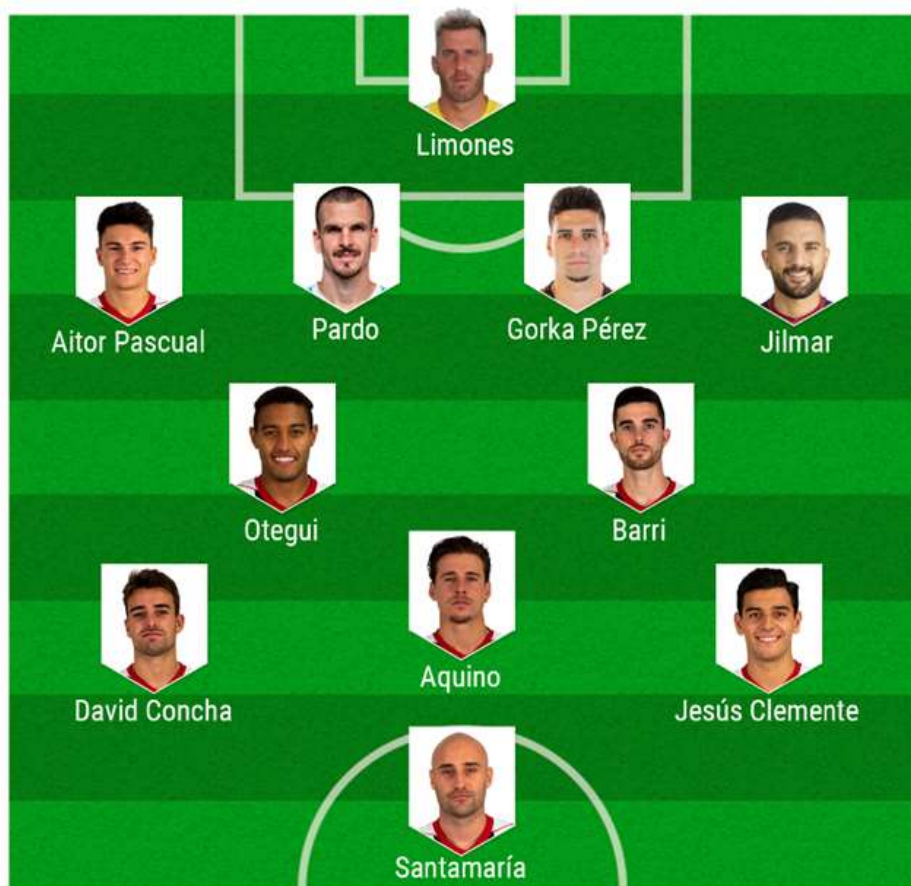 Limones
Aitor Pascual
Pardo
Gorka Pérez
Jilmar
Otegui
Barri
David Concha
Aquino
Jesús Clemente
Santamaría